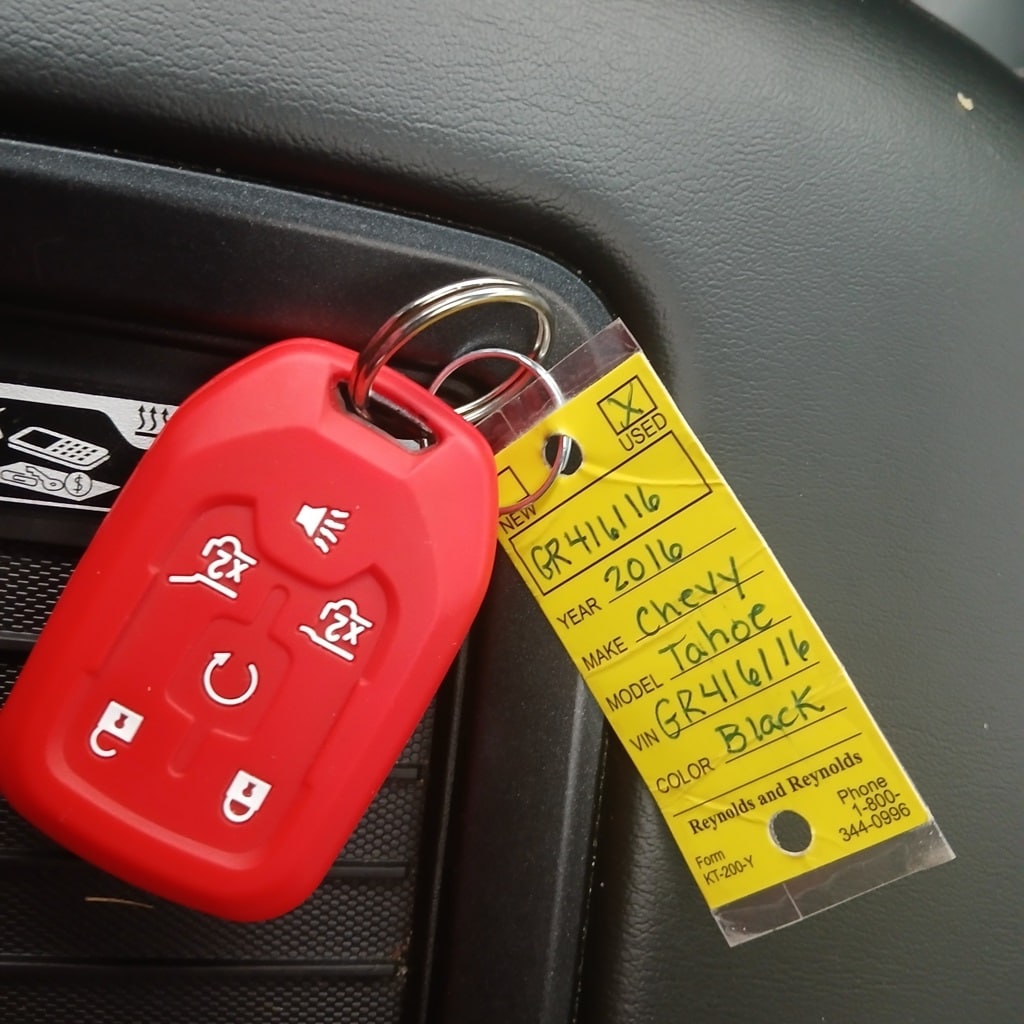 USED
NEW
GR416116
YEAR 2016
MAKE Chevy
MODEL Tahoe
VIN GR416116
COLOR Black
Reynolds and Reynolds
Form
KT-200-Y
Phone
1-800-
344-0996
2x
2x